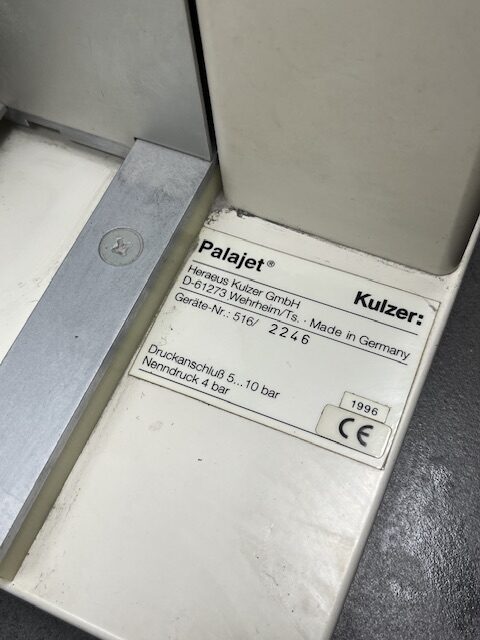 Palajet®
Kulzer:
Heraeus Kulzer GmbH
D-61273 Wehrheim/Ts. · Made in Germany
Geräte-Nr.: 516/ 2246
Druckanschluß 5...10 bar
Nenndruck 4 bar
1996
CE